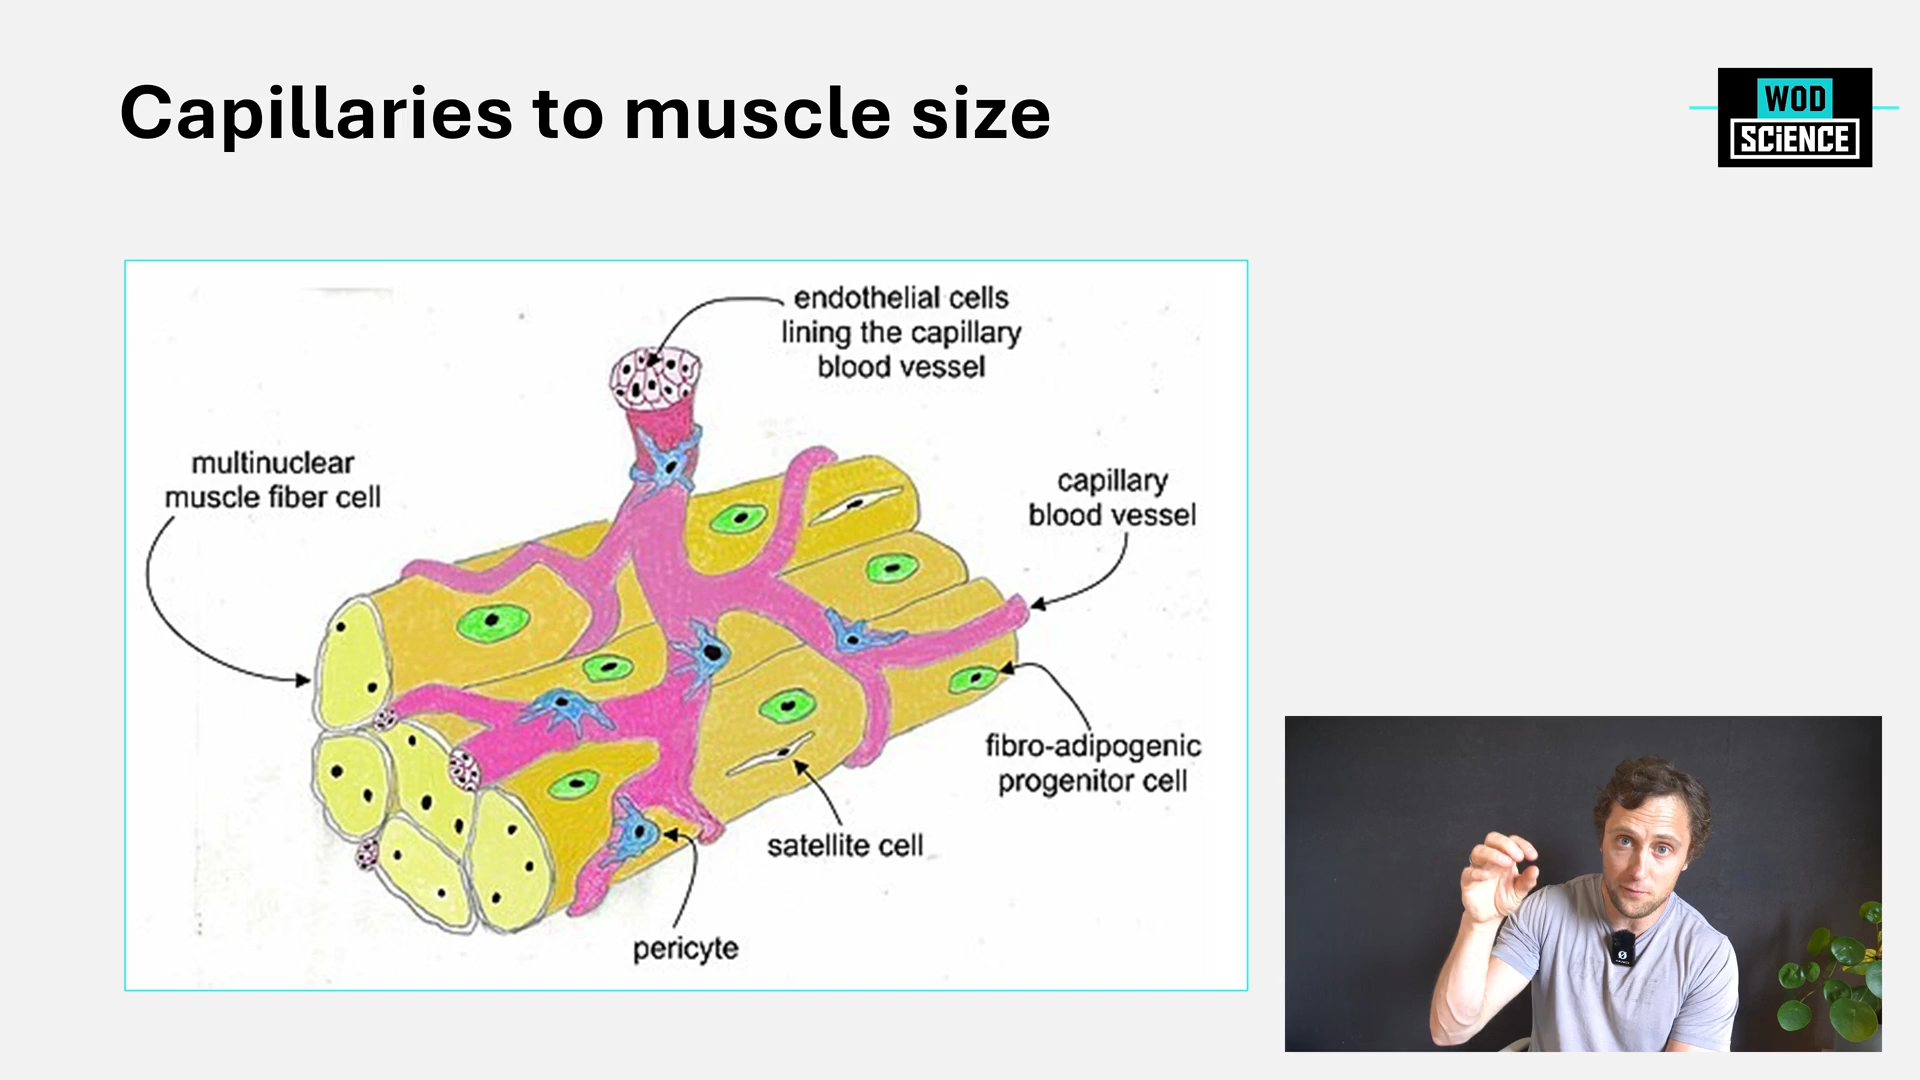 Capillaries to muscle size
WOD
SCiENCE
endothelial cells
lining the capillary
blood vessel
multinuclear
muscle fiber cell
capillary
blood vessel
fibro-adipogenic
progenitor cell
satellite cell
pericyte